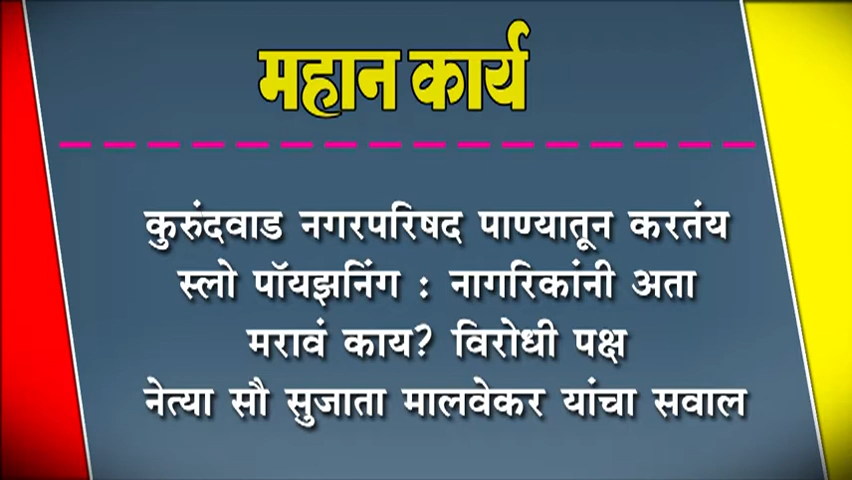 महान कार्य
कुरुंदवाड नगरपरिषद पाण्यातून करतंय
स्लो पॉयझनिंग : नागरिकांनी अता
मरावं काय? विरोधी पक्ष
नेत्या सौ सुजाता मालवेकर यांचा सवाल